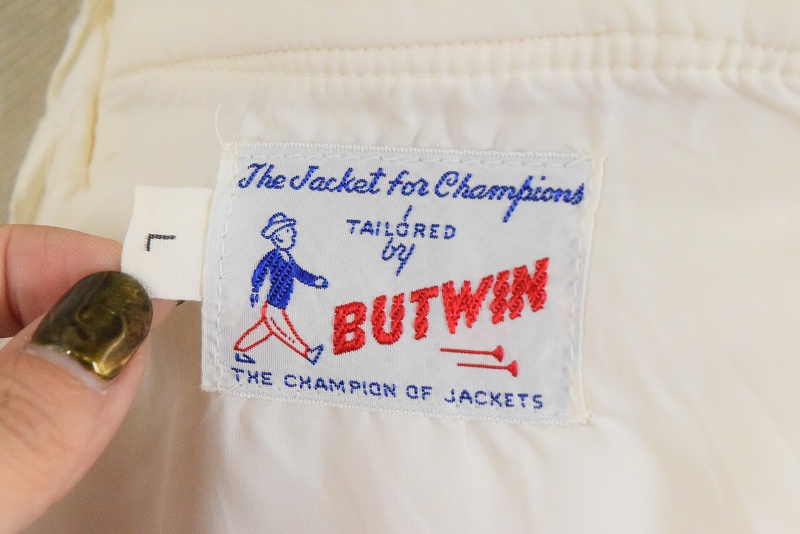 The Jacket for Champions
TAILORED
by
BUTWIN
THE CHAMPION OF JACKETS
L